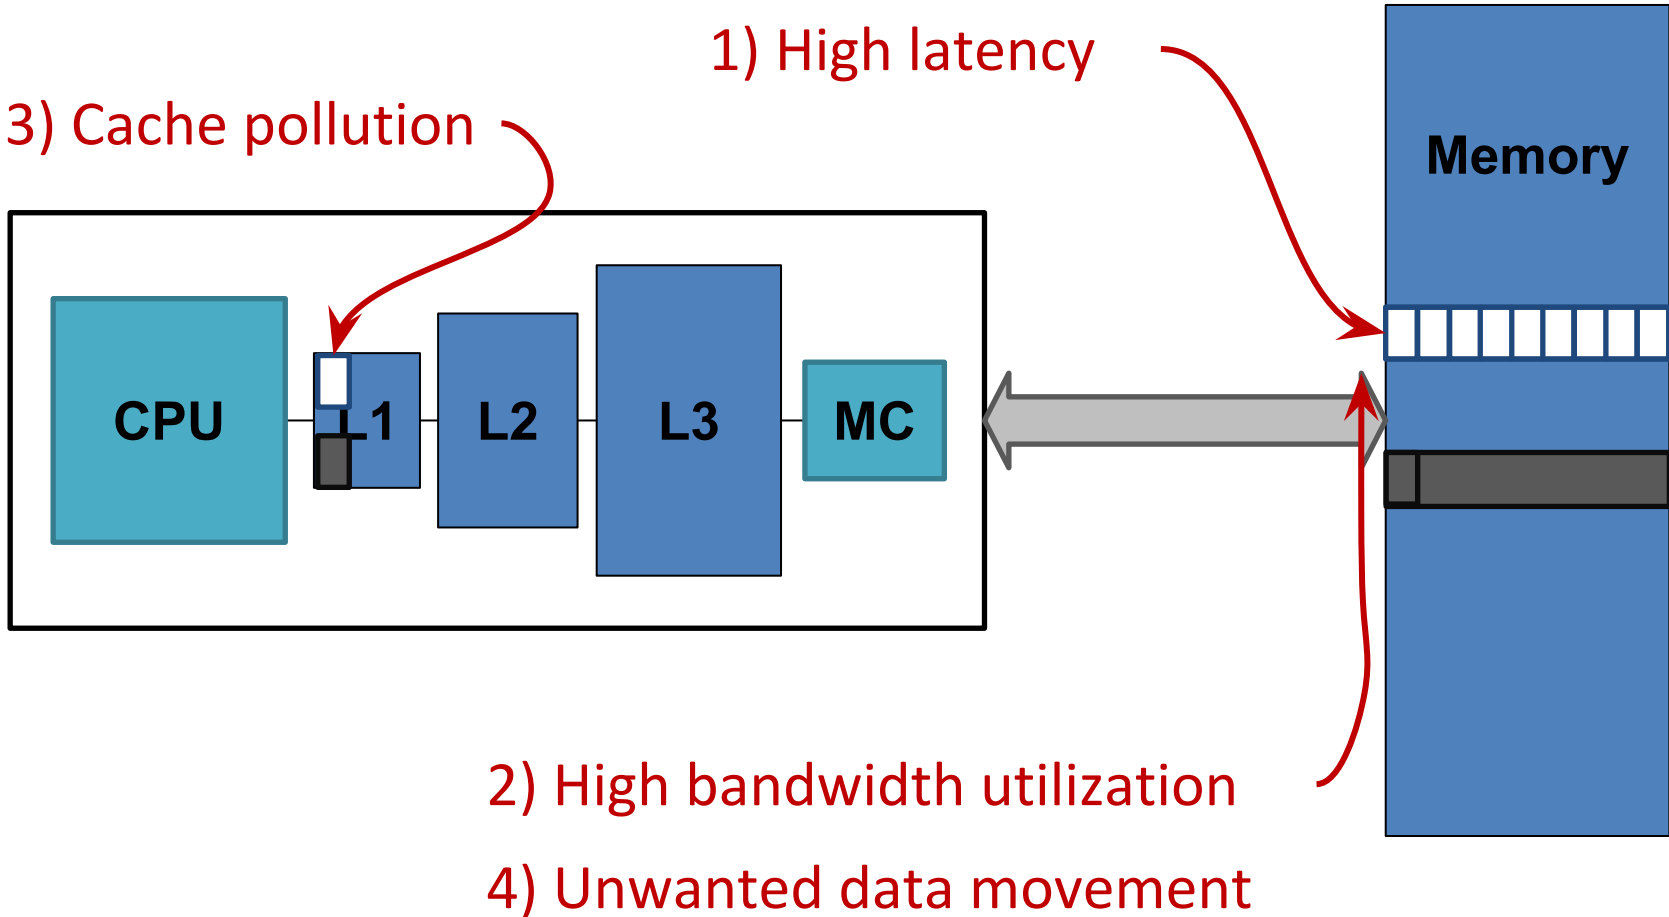 1) High latency
3) Cache pollution
Memory
CPU
L1
L2
L3
MC
2) High bandwidth utilization
4) Unwanted data movement